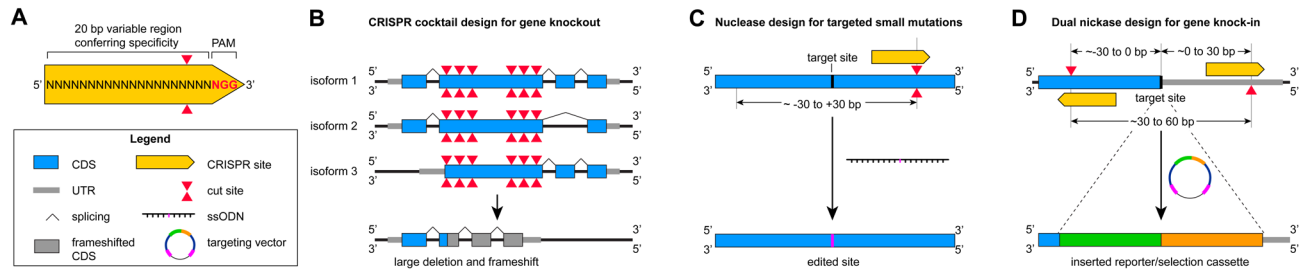 A
20 bp variable region
conferring specificity
PAM
5' NNNNNNNNNNNNNNNNNNNNNGG 3'
Legend
CDS
CRISPR site
UTR
cut site
splicing
ssODN
frameshifted
CDS
targeting vector
B
CRISPR cocktail design for gene knockout
5' 3'
isoform 1
3' 5'
5' 3'
isoform 2
3' 5'
5' 3'
isoform 3
3' 5'
5' 3'
3' 5'
large deletion and frameshift
C
Nuclease design for targeted small mutations
target site
5' 3'
3' 5'
~ -30 to +30 bp
5' 3'
3' 5'
edited site
D
Dual nickase design for gene knock-in
~-30 to 0 bp
~0 to 30 bp
5' 3'
3' 5'
target site
~30 to 60 bp
5' 3'
3' 5'
inserted reporter/selection cassette